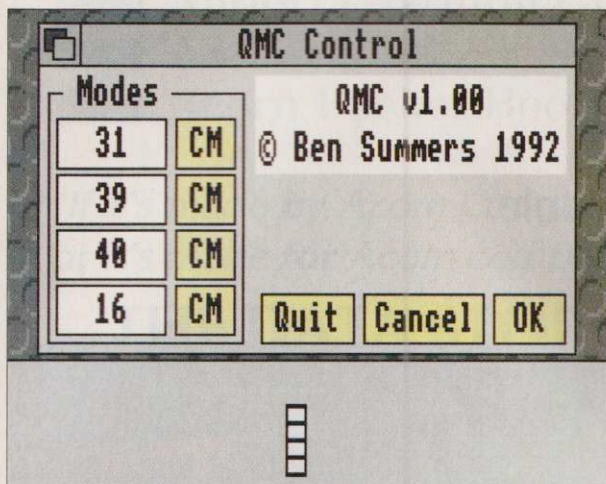 QMC Control
Modes
QMC v1.00
© Ben Summers 1992
31 CM
39 CM
40 CM
16 CM
Quit Cancel OK